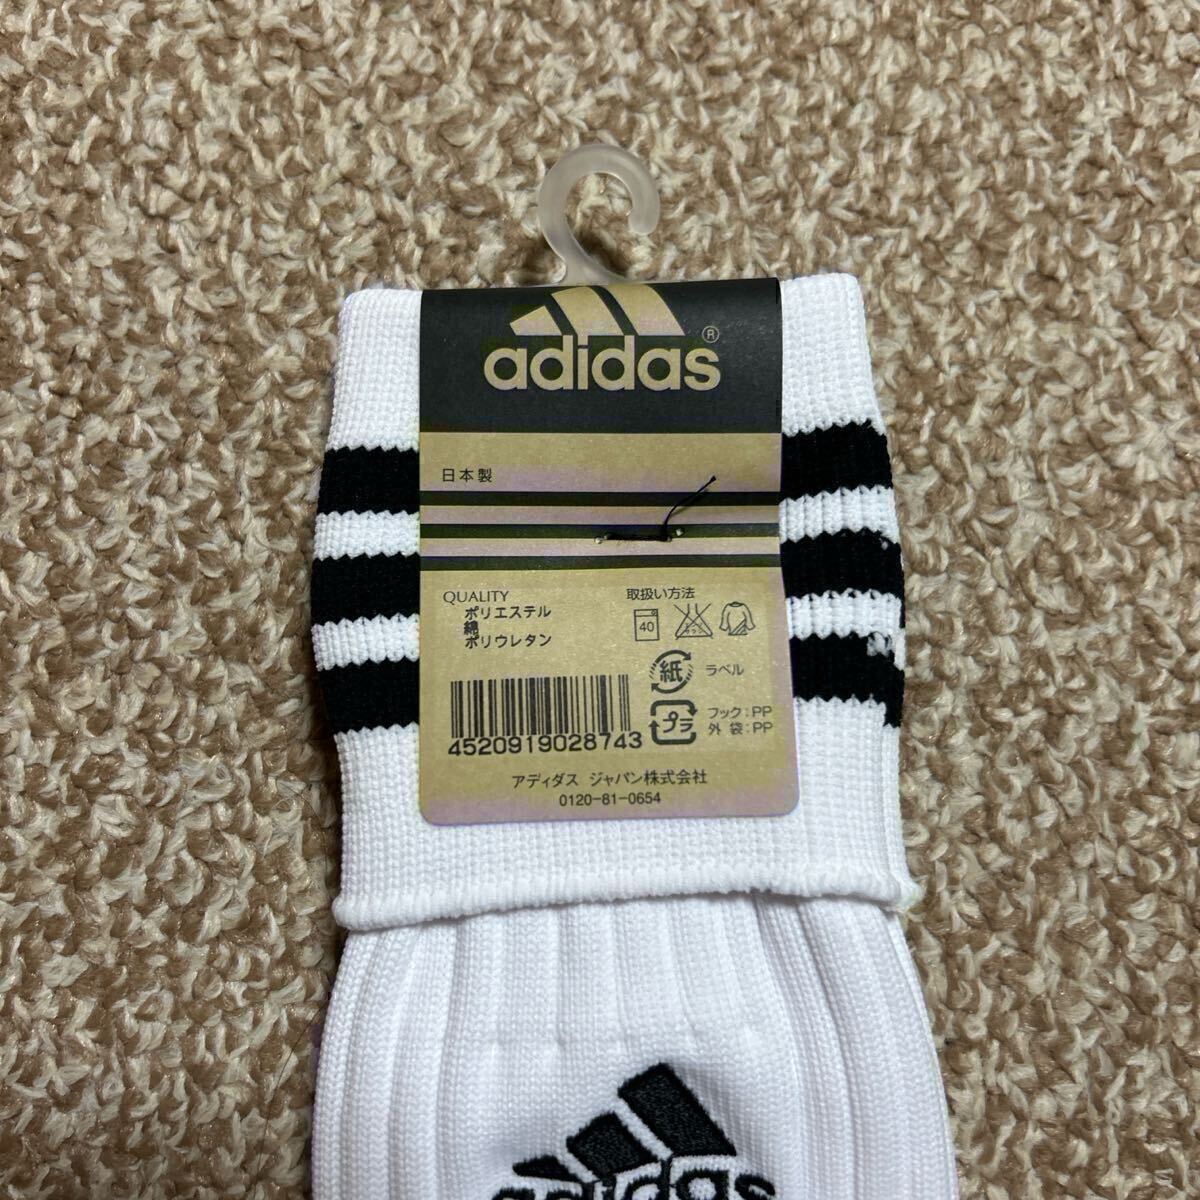 adidas®
日本製
QUALITY
ポリエステル
綿
ポリウレタン
取扱い方法
40
紙 ラベル
プラ フック:PP
外袋:PP
4520919028743
アディダス ジャパン株式会社
0120-81-0654
adidas